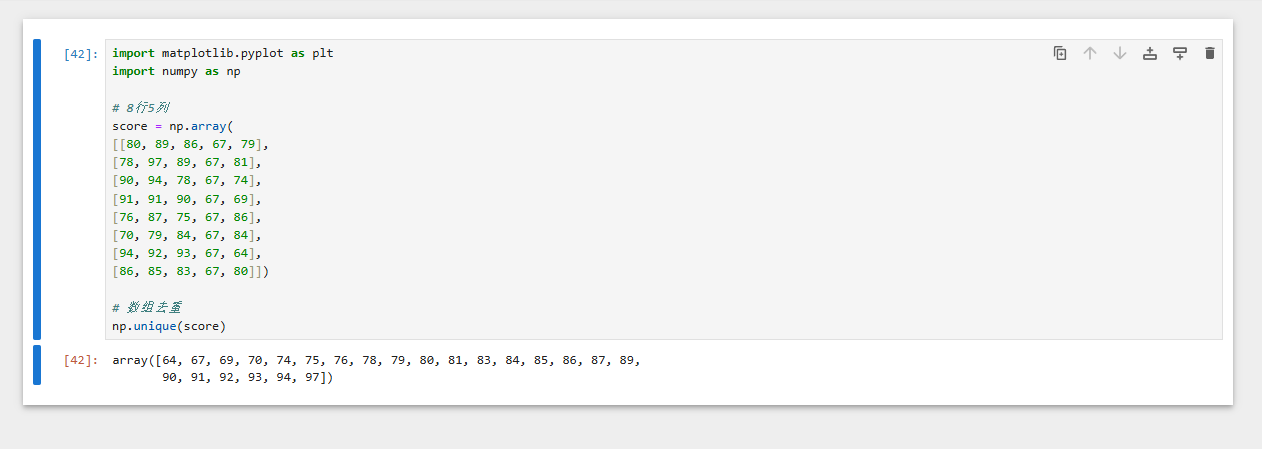 [42]: import matplotlib.pyplot as plt
import numpy as np
# 8行5列
score = np.array(
[[80, 89, 86, 67, 79],
[78, 97, 89, 67, 81],
[90, 94, 78, 67, 74],
[91, 91, 90, 67, 69],
[76, 87, 75, 67, 86],
[70, 79, 84, 67, 84],
[94, 92, 93, 67, 64],
[86, 85, 83, 67, 80]])
# 数组去重
np.unique(score)
[42]: array([64, 67, 69, 70, 74, 75, 76, 78, 79, 80, 81, 83, 84, 85, 86, 87, 89,
90, 91, 92, 93, 94, 97])